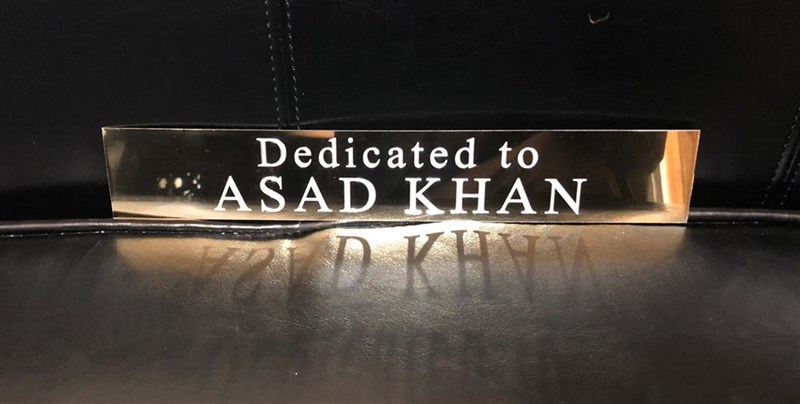 Dedicated to
ASAD KHAN